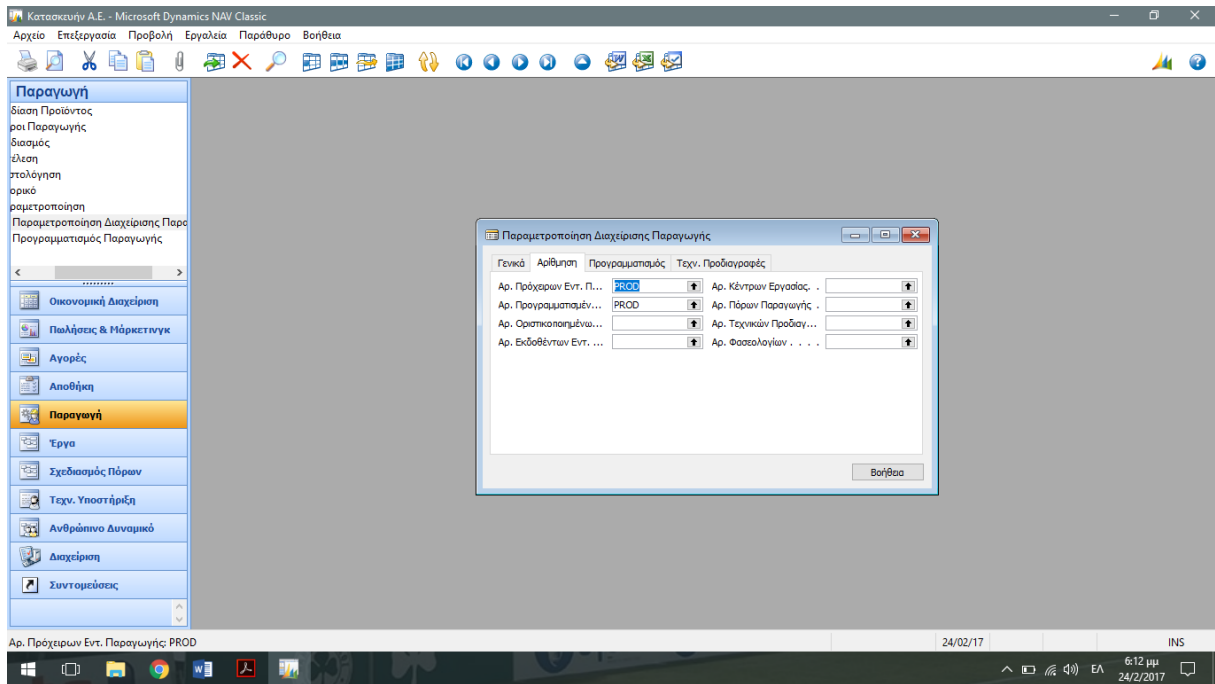 Κατασκευήν Α.Ε. - Microsoft Dynamics NAV Classic
Αρχείο Επεξεργασία Προβολή Εργαλεία Παράθυρο Βοήθεια
Παραγωγή
δίαση Προϊόντος
ροι Παραγωγής
διασμός
έλεση
στολόγηση
ορικό
ραμετροποίηση
Παραμετροποίηση Διαχείρισης Παρα
Προγραμματισμός Παραγωγής
Οικονομική Διαχείριση
Πωλήσεις & Μάρκετινγκ
Αγορές
Αποθήκη
Παραγωγή
Έργα
Σχεδιασμός Πόρων
Τεχν. Υποστήριξη
Ανθρώπινο Δυναμικό
Διαχείριση
Συντομεύσεις
Παραμετροποίηση Διαχείρισης Παραγωγής
Γενικά Αρίθμηση Προγραμματισμός Τεχν. Προδιαγραφές
Αρ. Πρόχειρων Εντ. Π... PROD Αρ. Κέντρων Εργασίας. .
Αρ. Προγραμματισμέν... PROD Αρ. Πόρων Παραγωγής .
Αρ. Οριστικοποιημένω... Αρ. Τεχνικών Προδιαγ...
Αρ. Εκδοθέντων Εντ. ... Αρ. Φασεολογίων . . . .
Βοήθεια
Αρ. Πρόχειρων Εντ. Παραγωγής: PROD 24/02/17 INS
ΕΛ 6:12 μμ
24/2/2017